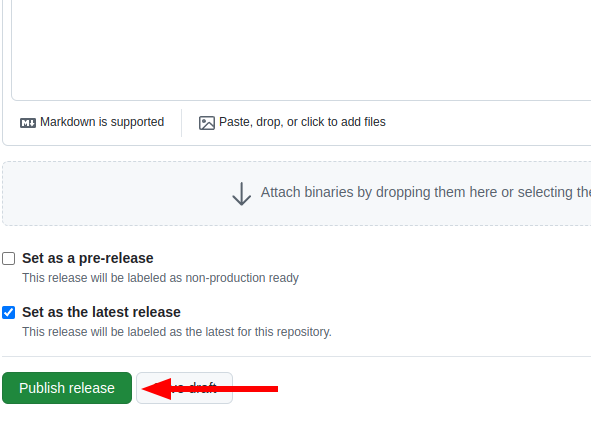 Markdown is supported
Paste, drop, or click to add files
Attach binaries by dropping them here or selecting
Set as a pre-release
This release will be labeled as non-production ready
Set as the latest release
This release will be labeled as the latest for this repository.
Publish release
draft